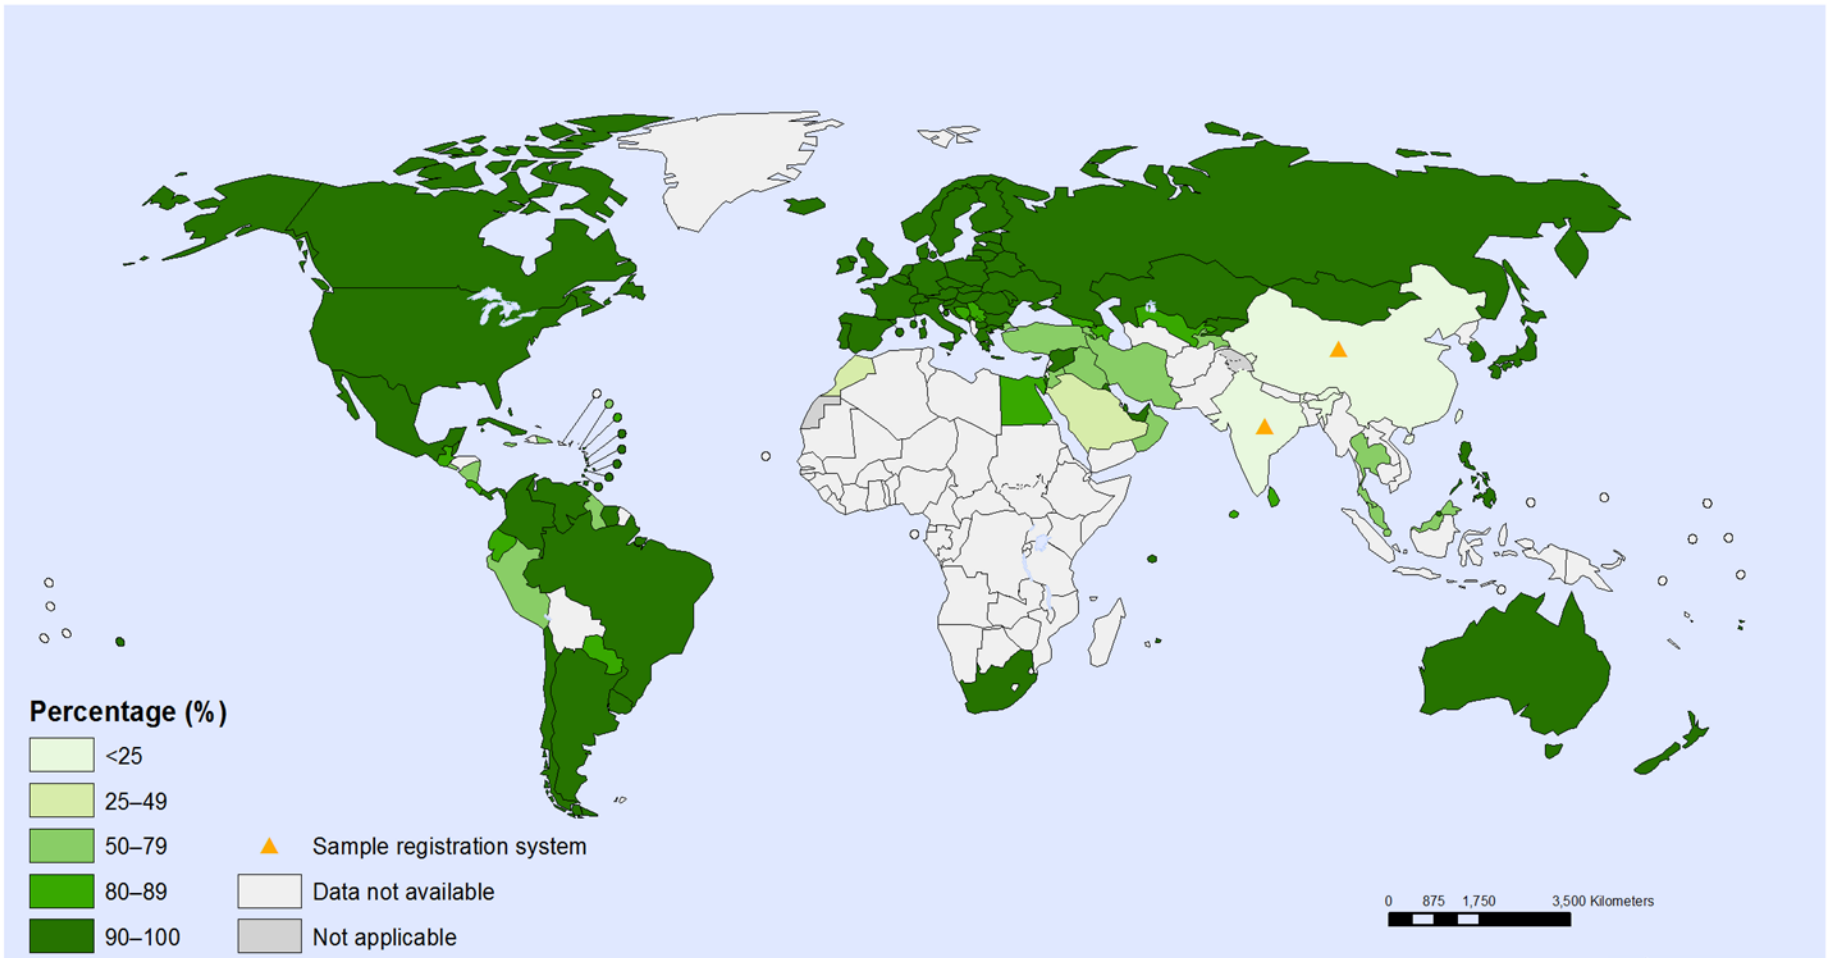 Percentage (%)
<25
25–49
50–79
80–89
90–100
Sample registration system
Data not available
Not applicable
0 875 1,750 3,500 Kilometers